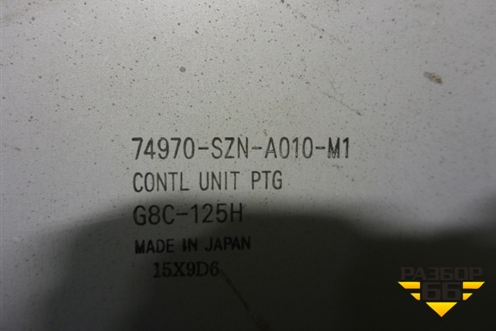 74970-SZN-A010-M1
CONTL UNIT PTG
G8C-125H
MADE IN JAPAN
15X9D6
РАЗБОР
66